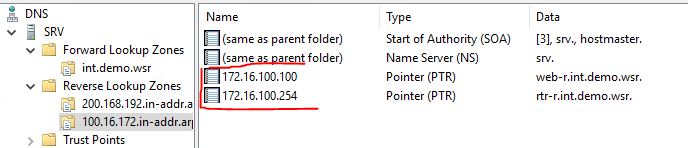 DNS
SRV
Forward Lookup Zones
int.demo.wsr
Reverse Lookup Zones
200.168.192.in-addr.a
100.16.172.in-addr.arp
Trust Points
Name Type Data
(same as parent folder) Start of Authority (SOA) [3], srv., hostmaster.
(same as parent folder) Name Server (NS) srv.
172.16.100.100 Pointer (PTR) web-r.int.demo.wsr.
172.16.100.254 Pointer (PTR) rtr-r.int.demo.wsr.